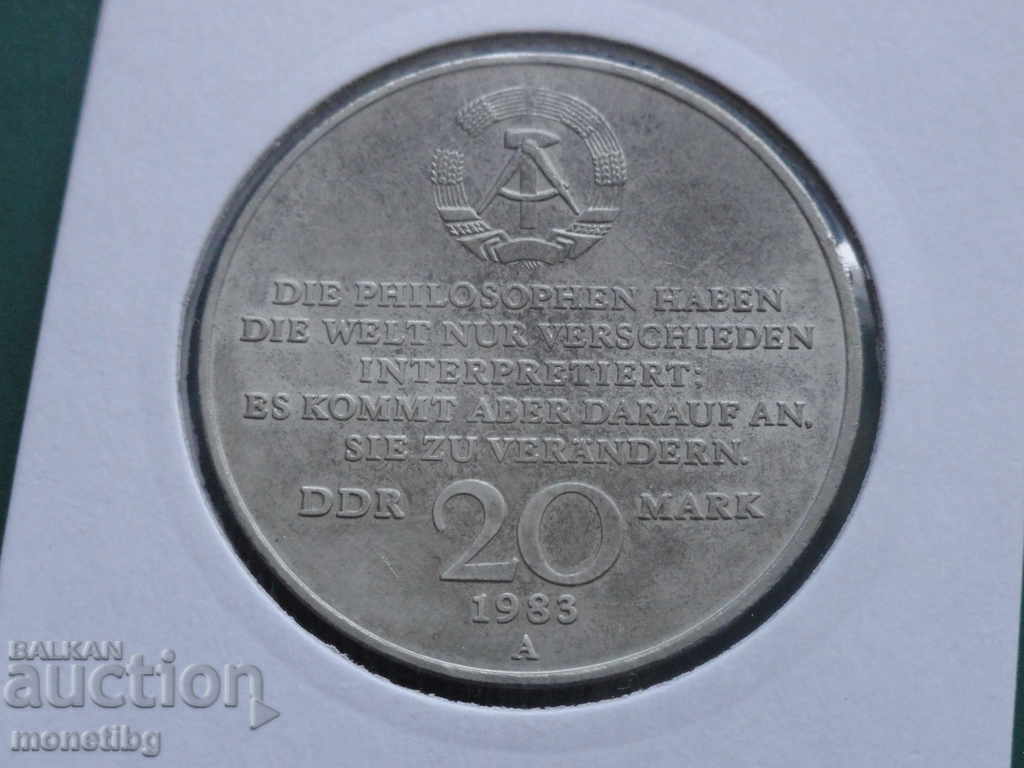 DIE PHILOSOPHEN HABEN
DIE WELT NUR VERSCHIEDEN
INTERPRETIERT;
ES KOMMT ABER DARAUF AN,
SIE ZU VERÄNDERN.
DDR 20 MARK
1983
A
BALKAN
auction
monetibg